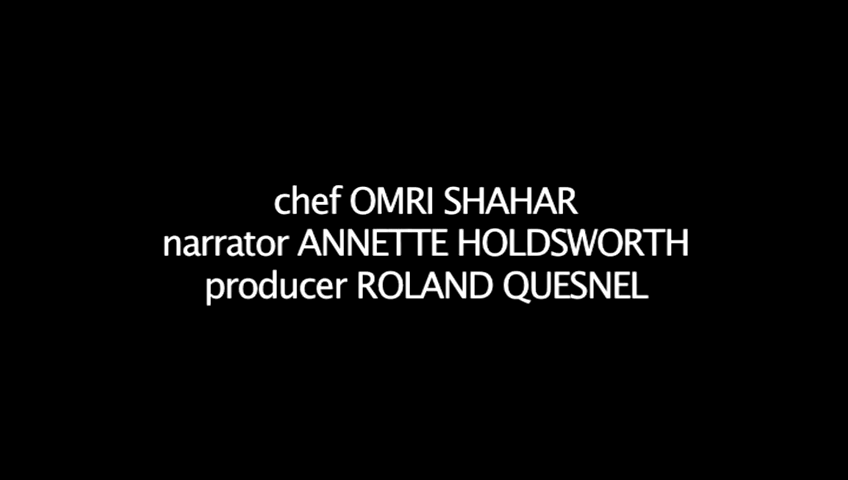 chef OMRI SHAHAR
narrator ANNETTE HOLDSWORTH
producer ROLAND QUESNEL